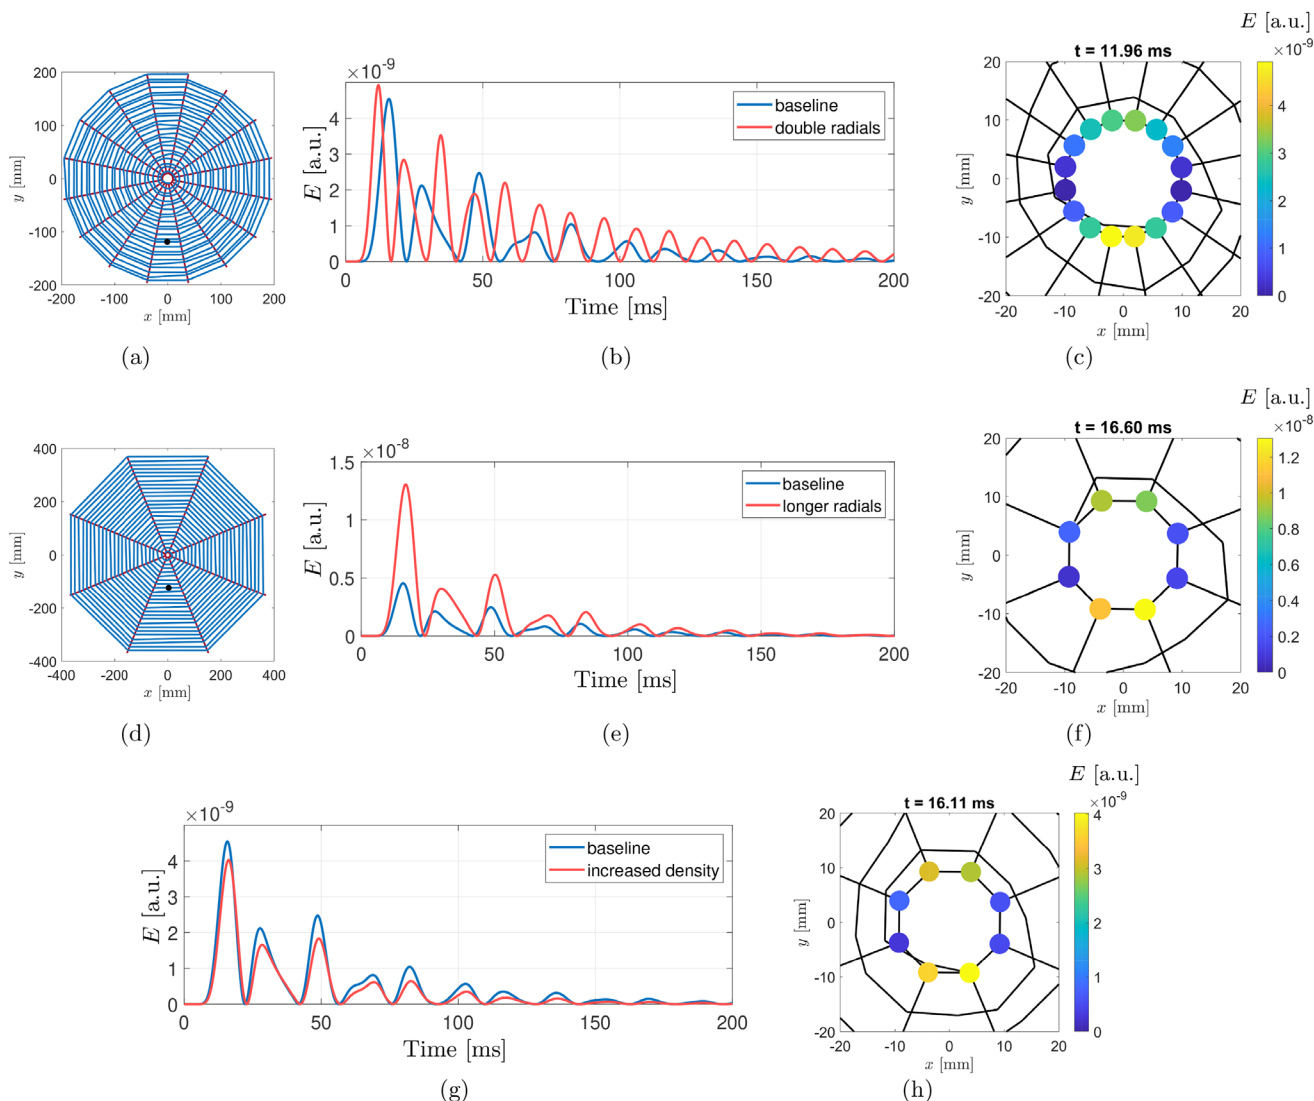 E [a.u.]
×10⁻⁹
t = 11.96 ms
200
100
0
-100
-200
y [mm]
-200 -100 0 100 200
x [mm]
(a)
×10⁻⁹
4
3
2
1
0
E [a.u.]
baseline
double radials
0 50 100 150 200
Time [ms]
(b)
20
10
0
-10
-20
y [mm]
-20 -10 0 10 20
x [mm]
4
3
2
1
0
(c)
E [a.u.]
×10⁻⁸
t = 16.60 ms
400
200
0
-200
-400
y [mm]
-400 -200 0 200 400
x [mm]
(d)
×10⁻⁸
1.5
1
0.5
0
E [a.u.]
baseline
longer radials
0 50 100 150 200
Time [ms]
(e)
20
10
0
-10
-20
y [mm]
-20 -10 0 10 20
x [mm]
1.2
1
0.8
0.6
0.4
0.2
0
(f)
×10⁻⁹
4
3
2
1
0
E [a.u.]
baseline
increased density
0 50 100 150 200
Time [ms]
(g)
E [a.u.]
×10⁻⁹
t = 16.11 ms
20
10
0
-10
-20
y [mm]
-20 -10 0 10 20
x [mm]
4
3
2
1
0
(h)